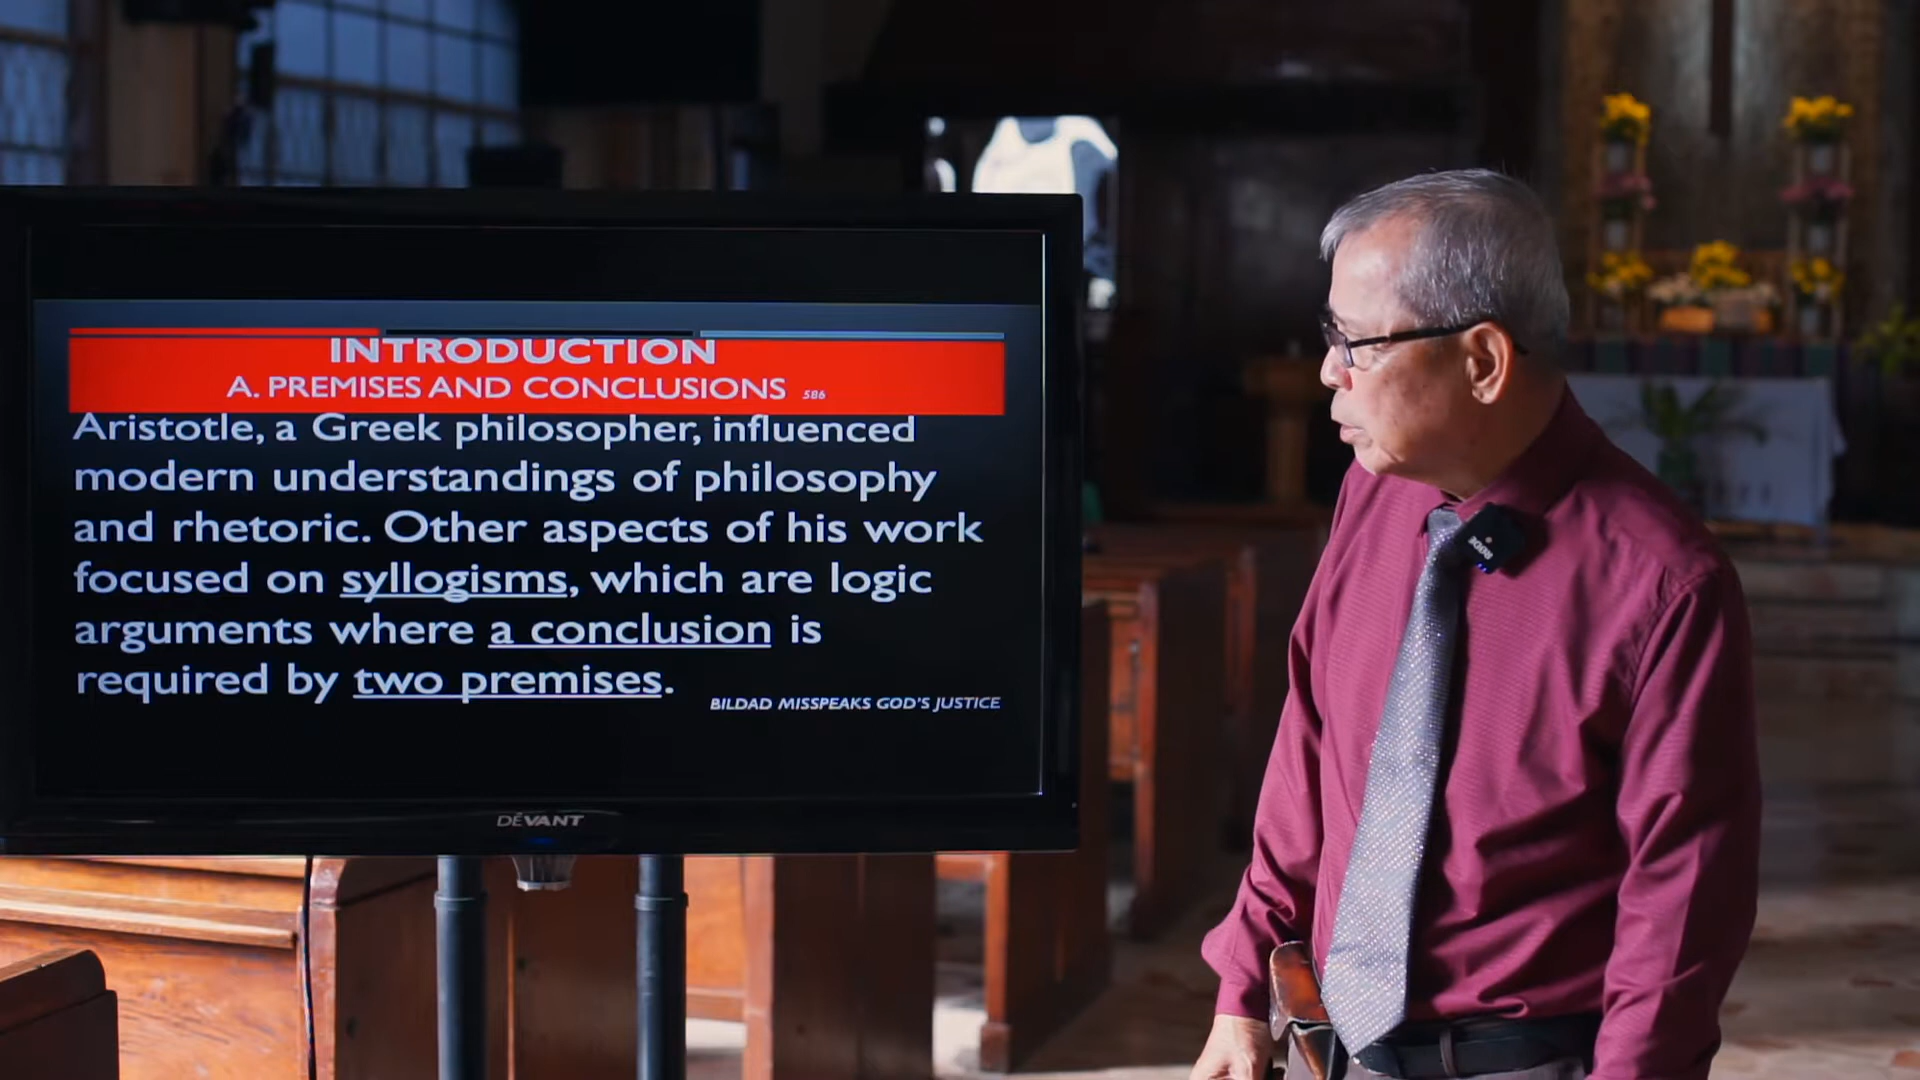 INTRODUCTION
A. PREMISES AND CONCLUSIONS 586
Aristotle, a Greek philosopher, influenced
modern understandings of philosophy
and rhetoric. Other aspects of his work
focused on syllogisms, which are logic
arguments where a conclusion is
required by two premises.
BILDAD MISSPEAKS GOD'S JUSTICE
DEVANT
RØDE